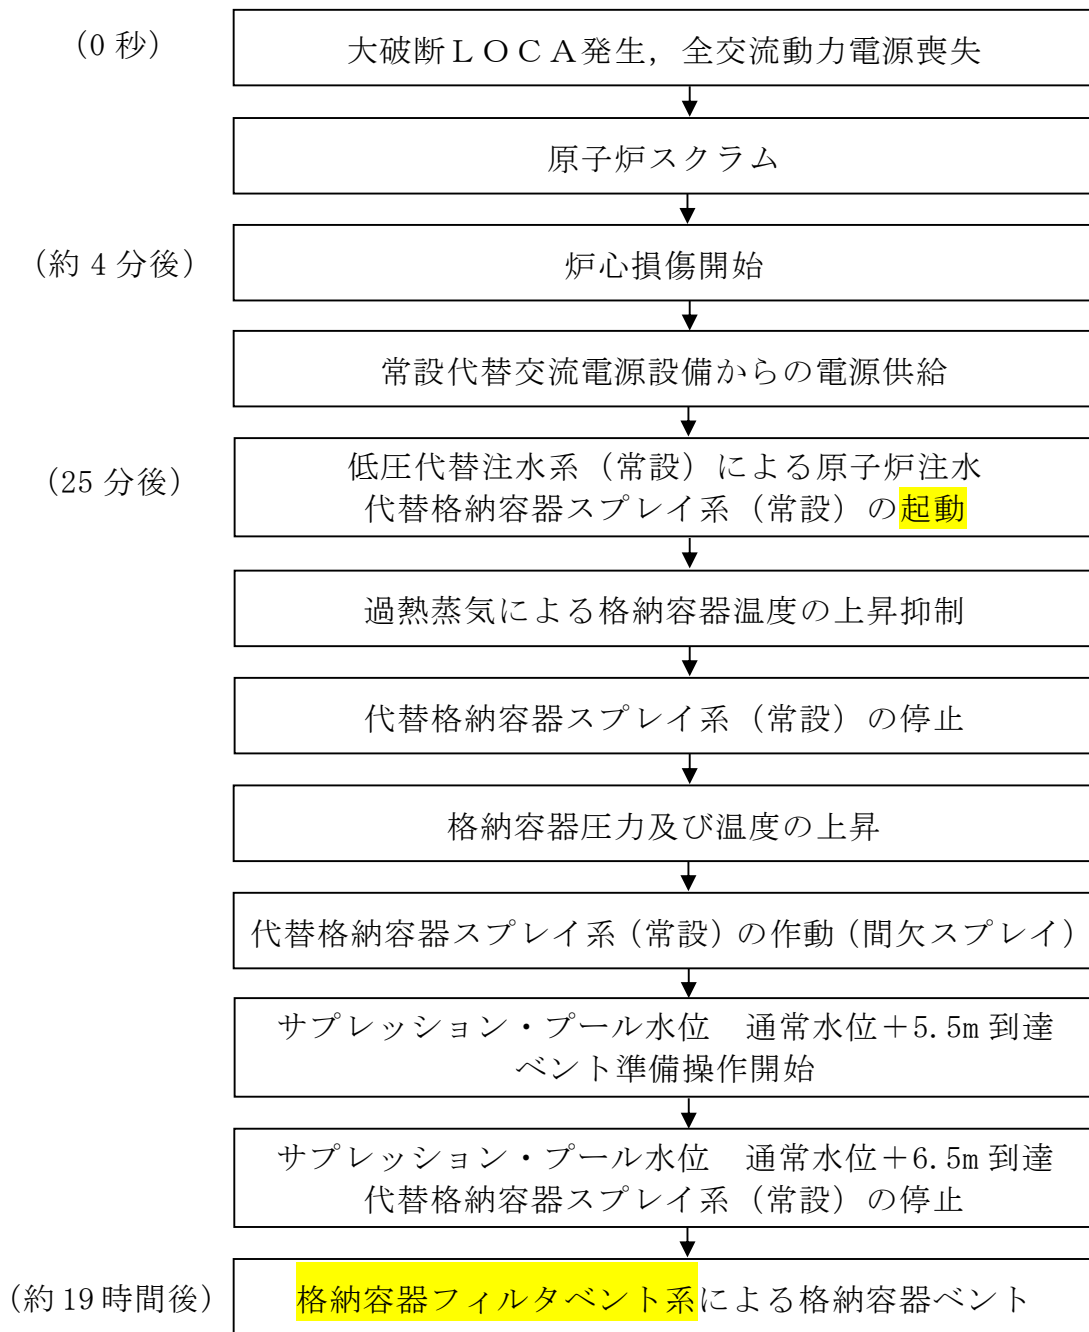 (0 秒)
大破断ＬＯＣＡ発生，全交流動力電源喪失
原子炉スクラム
(約 4 分後)
炉心損傷開始
常設代替交流電源設備からの電源供給
(25 分後)
低圧代替注水系（常設）による原子炉注水
代替格納容器スプレイ系（常設）の起動
過熱蒸気による格納容器温度の上昇抑制
代替格納容器スプレイ系（常設）の停止
格納容器圧力及び温度の上昇
代替格納容器スプレイ系（常設）の作動（間欠スプレイ）
サプレッション・プール水位　通常水位＋5.5m 到達
ベント準備操作開始
サプレッション・プール水位　通常水位＋6.5m 到達
代替格納容器スプレイ系（常設）の停止
(約 19 時間後)
格納容器フィルタベント系による格納容器ベント